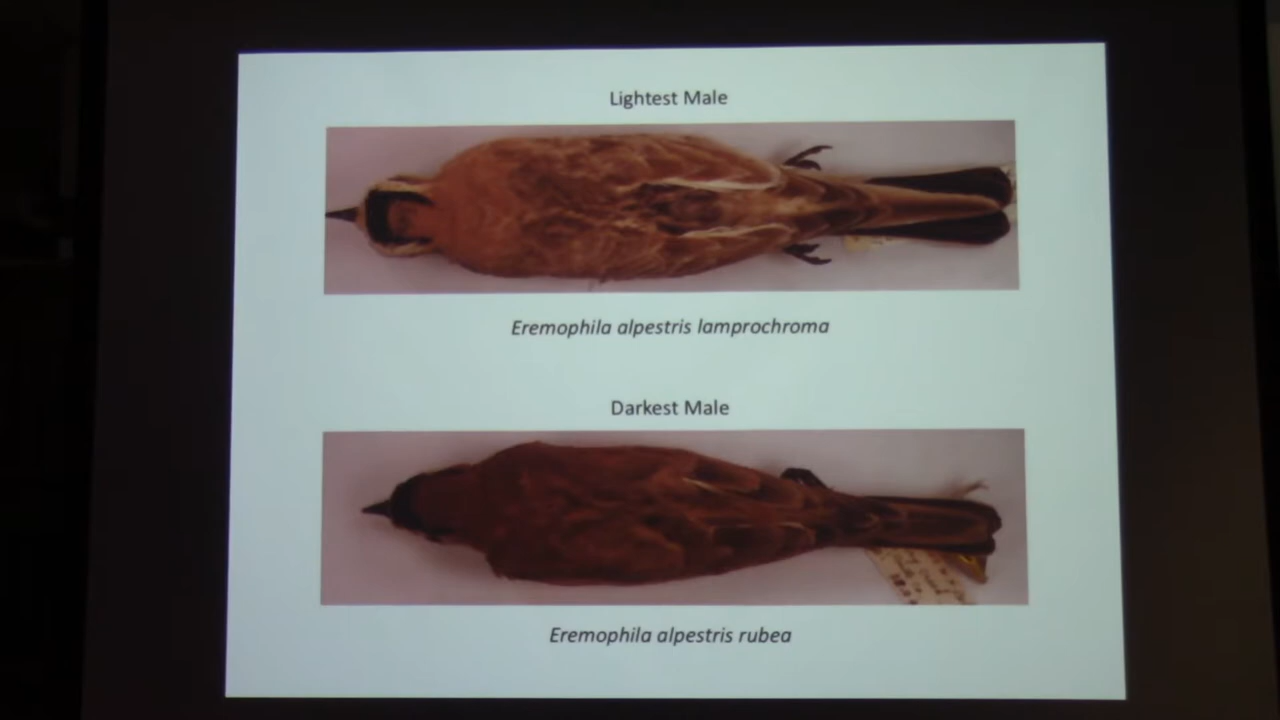 Lightest Male
Eremophila alpestris lamprochroma
Darkest Male
Eremophila alpestris rubea